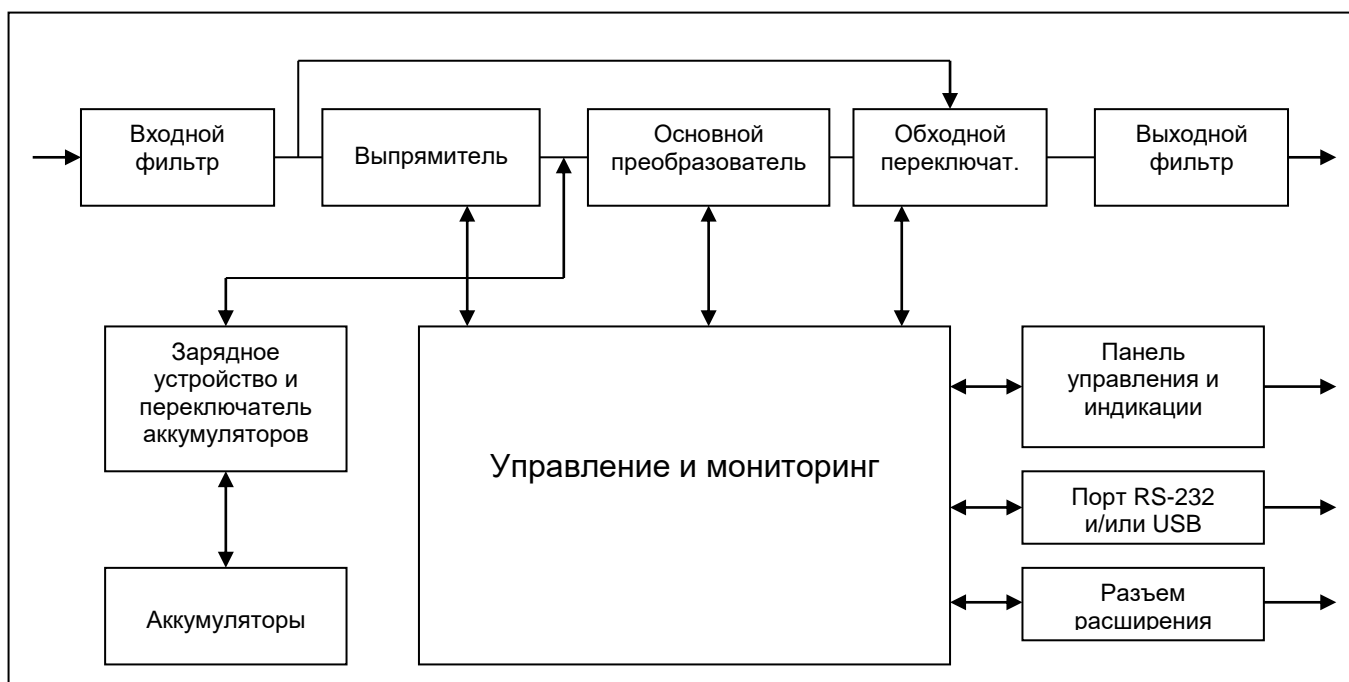 Входной
фильтр
Выпрямитель
Основной
преобразователь
Обходной
переключат.
Выходной
фильтр
Зарядное
устройство и
переключатель
аккумуляторов
Управление и мониторинг
Панель
управления и
индикации
Порт RS-232
и/или USB
Аккумуляторы
Разъем
расширения